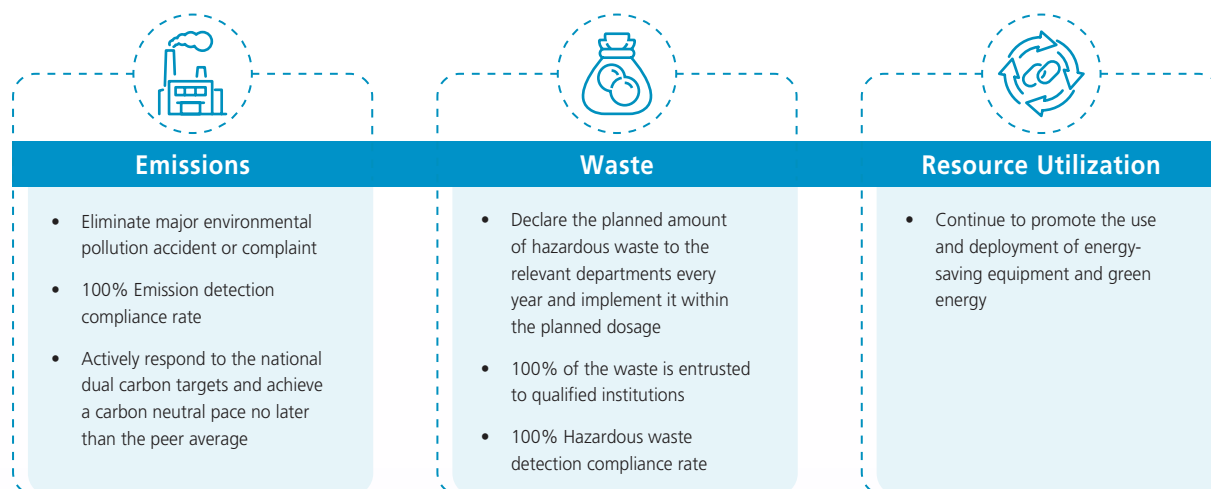 Emissions
• Eliminate major environmental
pollution accident or complaint
• 100% Emission detection
compliance rate
• Actively respond to the national
dual carbon targets and achieve
a carbon neutral pace no later
than the peer average
Waste
• Declare the planned amount
of hazardous waste to the
relevant departments every
year and implement it within
the planned dosage
• 100% of the waste is entrusted
to qualified institutions
• 100% Hazardous waste
detection compliance rate
Resource Utilization
• Continue to promote the use
and deployment of energy-
saving equipment and green
energy